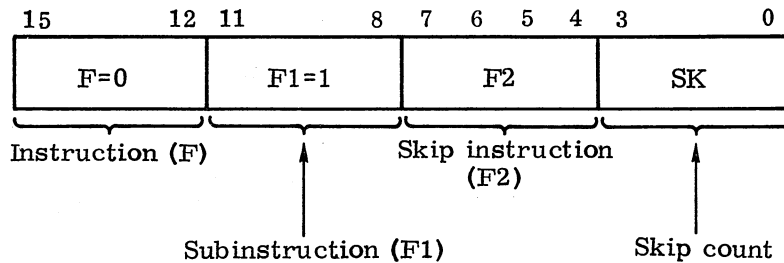 15 12 11 8 7 6 5 4 3 0
F=0 F1=1 F2 SK
Instruction (F) Skip instruction
(F2)
Subinstruction (F1) Skip count